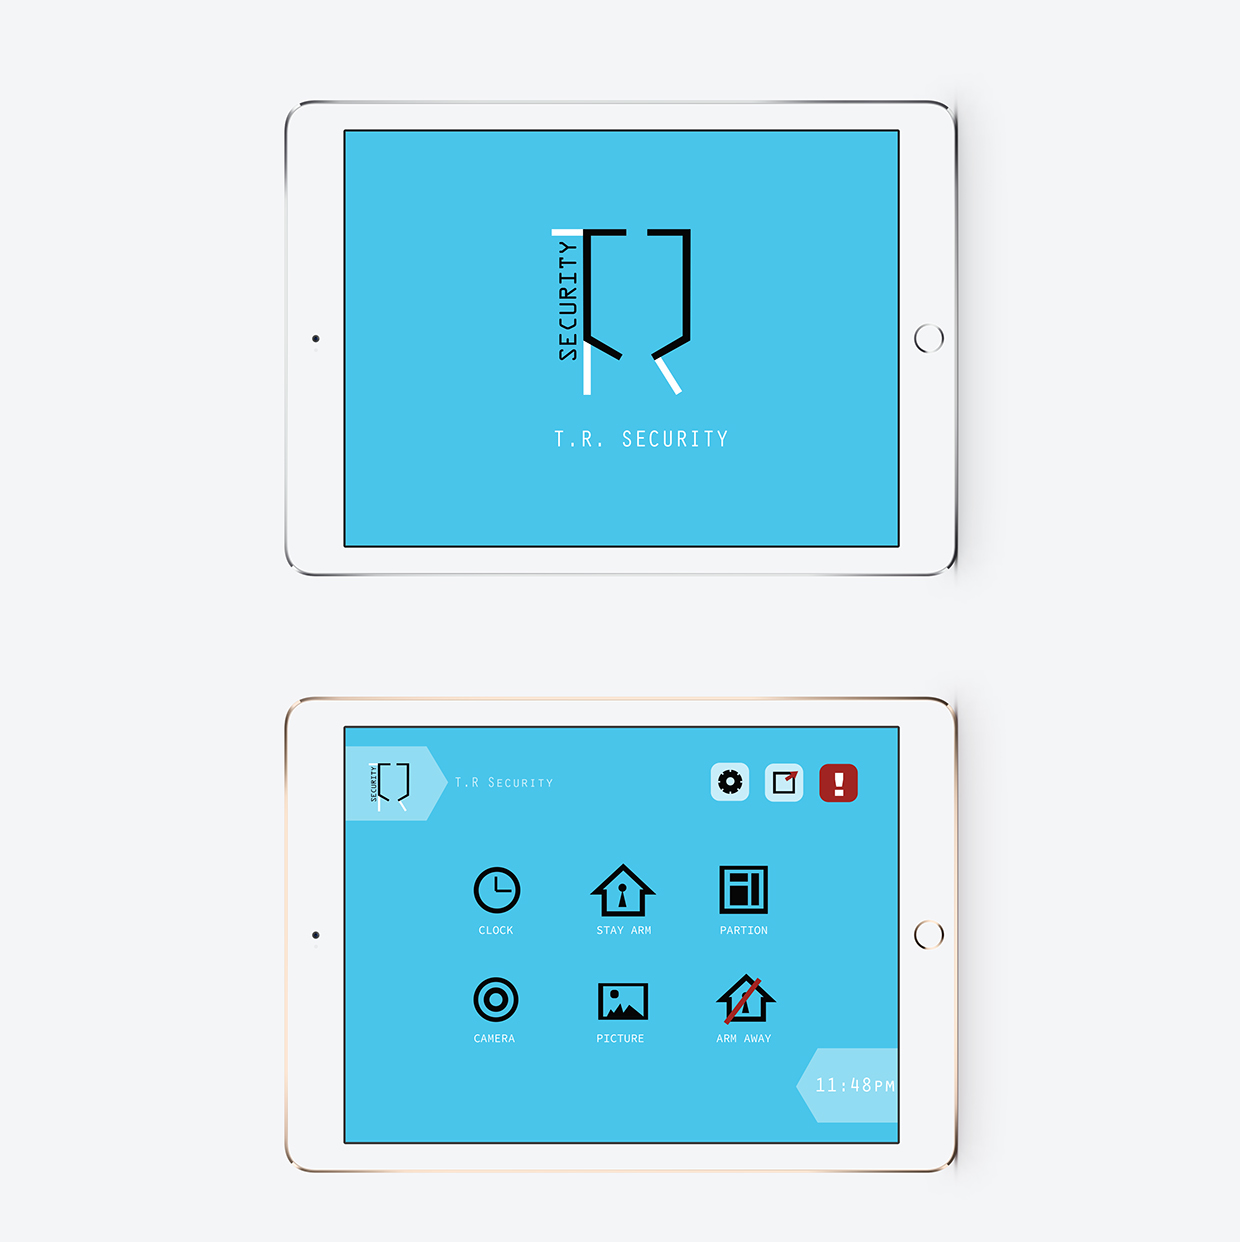 SECURITY
T.R. SECURITY
SECURITY
T.R SECURITY
CLOCK
STAY ARM
PARTION
CAMERA
PICTURE
ARM AWAY
11:48PM